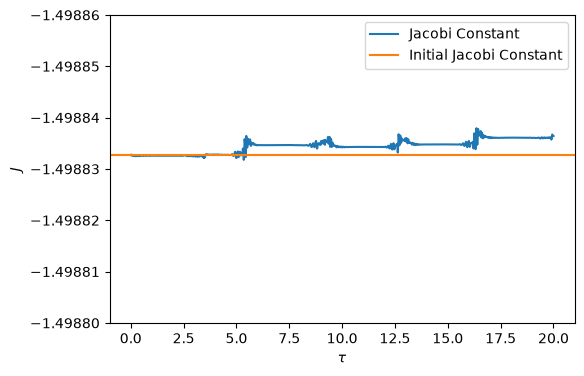 −1.49886
−1.49885
−1.49884
−1.49883
−1.49882
−1.49881
−1.49880
J
Jacobi Constant
Initial Jacobi Constant
0.0 2.5 5.0 7.5 10.0 12.5 15.0 17.5 20.0
τ